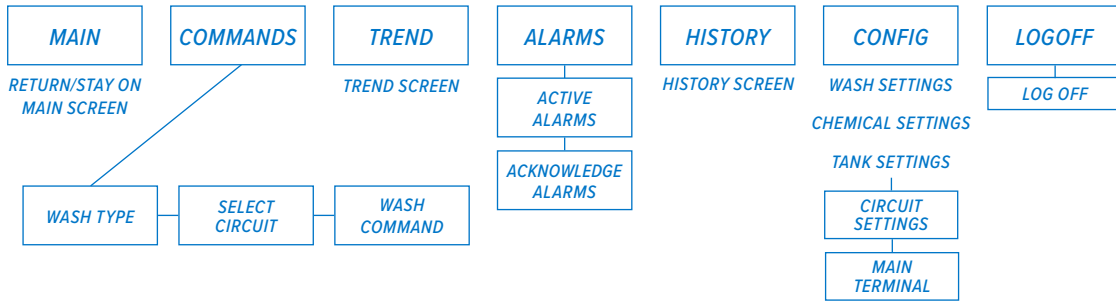 MAIN
COMMANDS
TREND
ALARMS
HISTORY
CONFIG
LOGOFF
RETURN/STAY ON
MAIN SCREEN
TREND SCREEN
ACTIVE
ALARMS
ACKNOWLEDGE
ALARMS
HISTORY SCREEN
WASH SETTINGS
CHEMICAL SETTINGS
TANK SETTINGS
LOG OFF
WASH TYPE
SELECT
CIRCUIT
WASH
COMMAND
CIRCUIT
SETTINGS
MAIN
TERMINAL